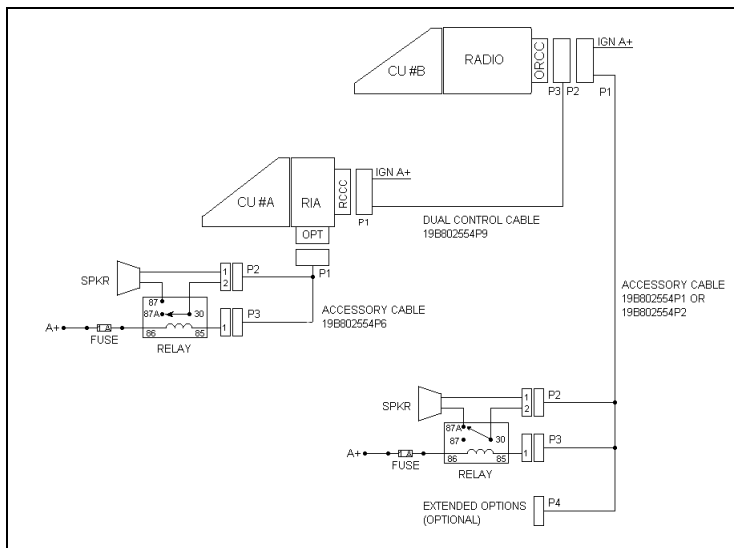 IGN A+
CU #B
RADIO
ORCC
P3
P2
P1
IGN A+
CU #A
RIA
RCCC
P1
OPT
DUAL CONTROL CABLE
19B802554P9
P1
SPKR
1
2
P2
87
87A
30
A+
FUSE
86
85
1
P3
RELAY
ACCESSORY CABLE
19B802554P6
ACCESSORY CABLE
19B802554P1 OR
19B802554P2
SPKR
1
2
P2
87A
87
30
A+
FUSE
86
85
1
P3
RELAY
EXTENDED OPTIONS
(OPTIONAL)
P4